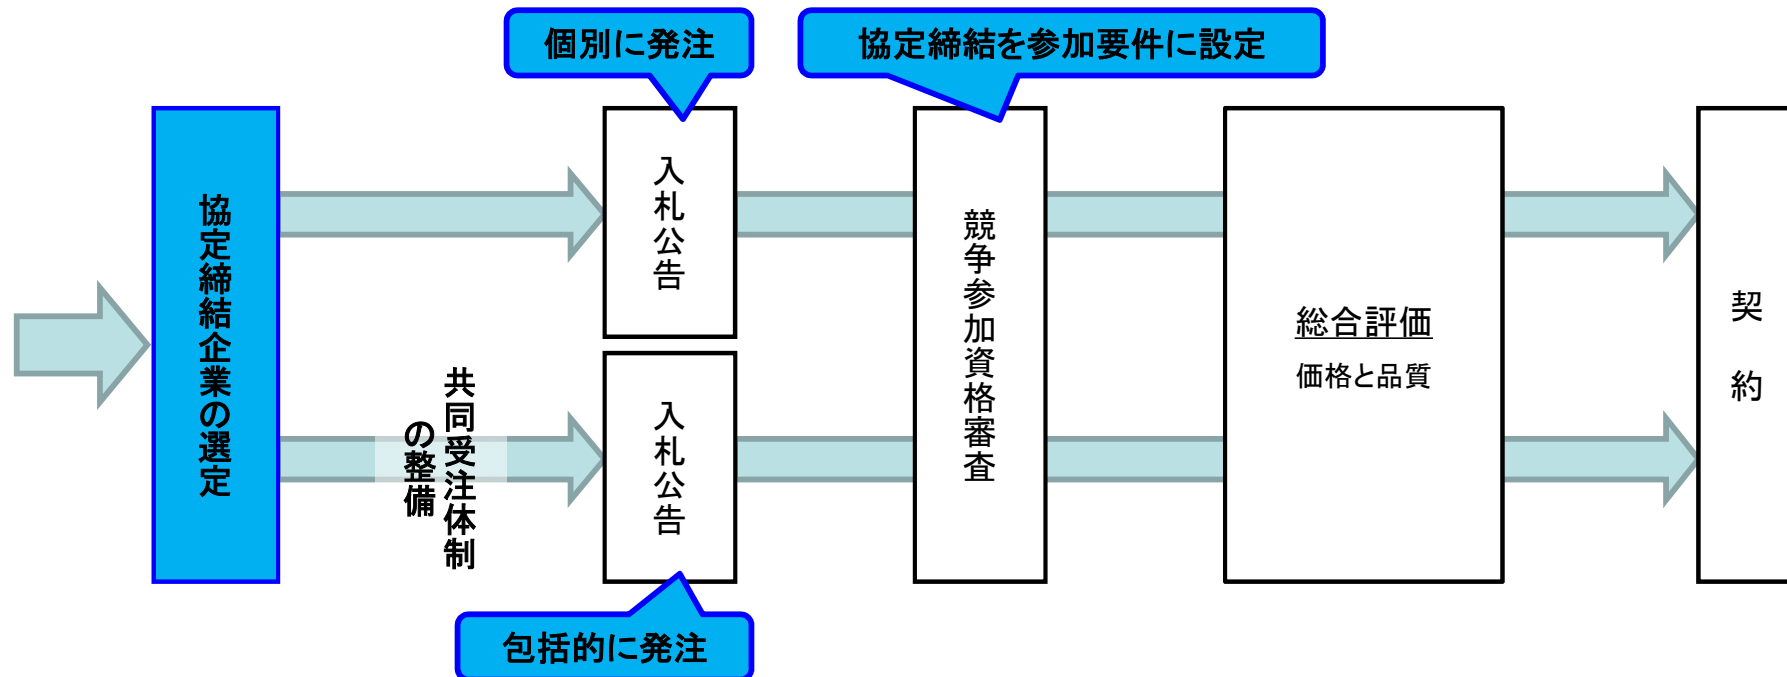 個別に発注
協定締結を参加要件に設定
協定締結企業の選定
共同受注体制
の整備
入札公告
入札公告
包括的に発注
競争参加資格審査
総合評価
価格と品質
契約